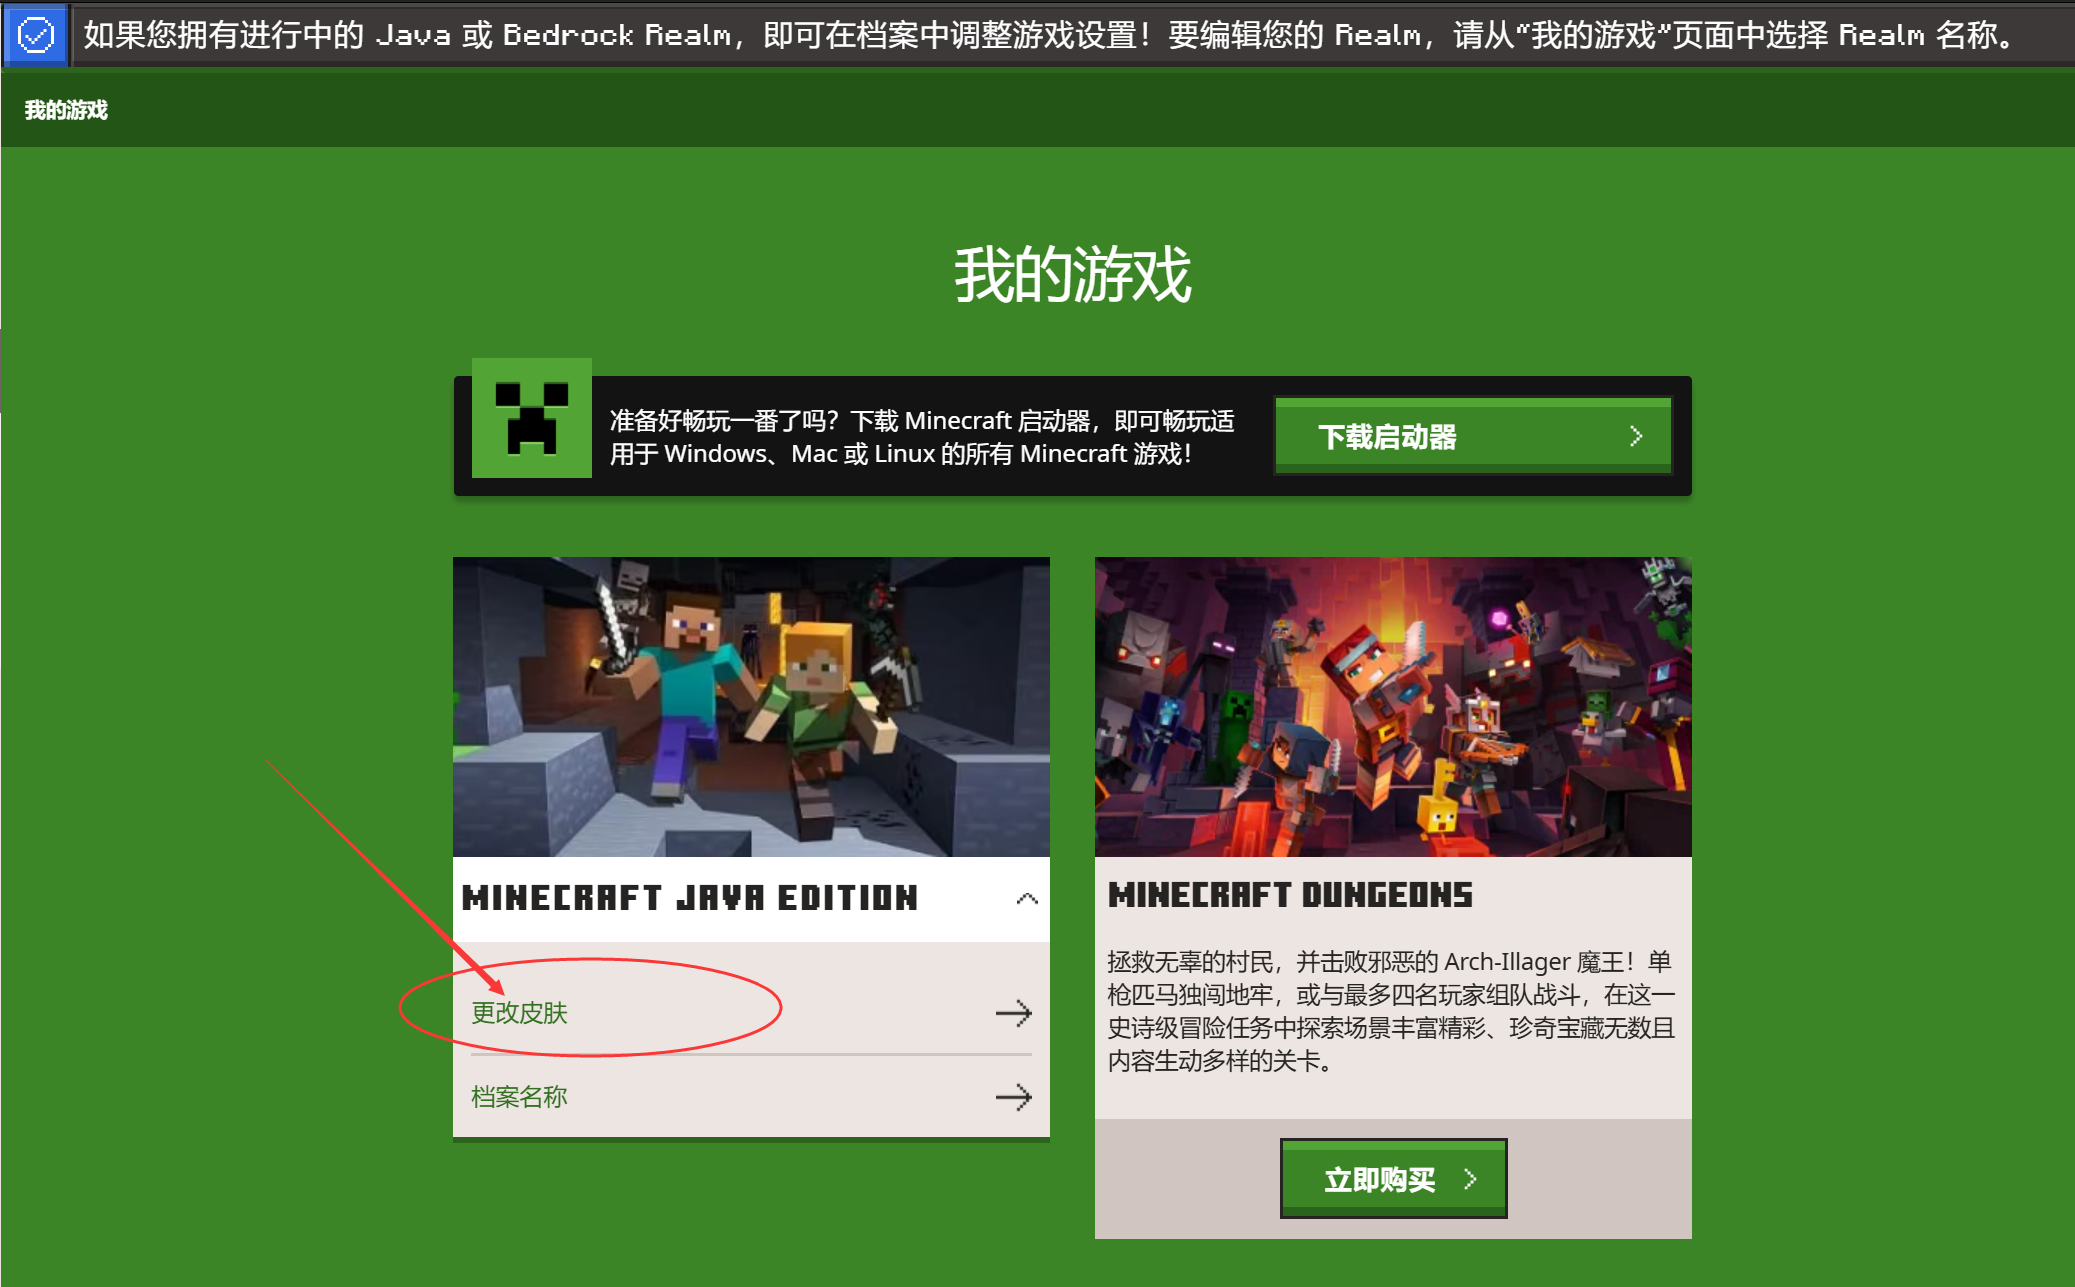 如果您拥有进行中的 Java 或 Bedrock Realm，即可在档案中调整游戏设置！要编辑您的 Realm，请从“我的游戏”页面中选择 Realm 名称。
我的游戏
我的游戏
准备好畅玩一番了吗？下载 Minecraft 启动器，即可畅玩适
用于 Windows、Mac 或 Linux 的所有 Minecraft 游戏！
下载启动器
MINECRAFT JAVA EDITION
更改皮肤
档案名称
MINECRAFT DUNGEONS
拯救无辜的村民，并击败邪恶的 Arch-Illager 魔王！单
枪匹马独闯地牢，或与最多四名玩家组队战斗，在这一
史诗级冒险任务中探索场景丰富精彩、珍奇宝藏无数且
内容生动多样的关卡。
立即购买